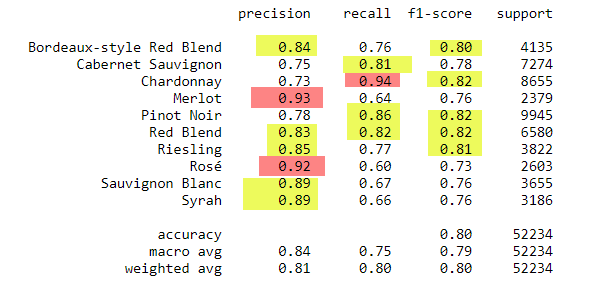 precision recall f1-score support
Bordeaux-style Red Blend 0.84 0.76 0.80 4135
Cabernet Sauvignon 0.75 0.81 0.78 7274
Chardonnay 0.73 0.94 0.82 8655
Merlot 0.93 0.64 0.76 2379
Pinot Noir 0.78 0.86 0.82 9945
Red Blend 0.83 0.82 0.82 6580
Riesling 0.85 0.77 0.81 3822
Rosé 0.92 0.60 0.73 2603
Sauvignon Blanc 0.89 0.67 0.76 3655
Syrah 0.89 0.66 0.76 3186
accuracy 0.80 52234
macro avg 0.84 0.75 0.79 52234
weighted avg 0.81 0.80 0.80 52234